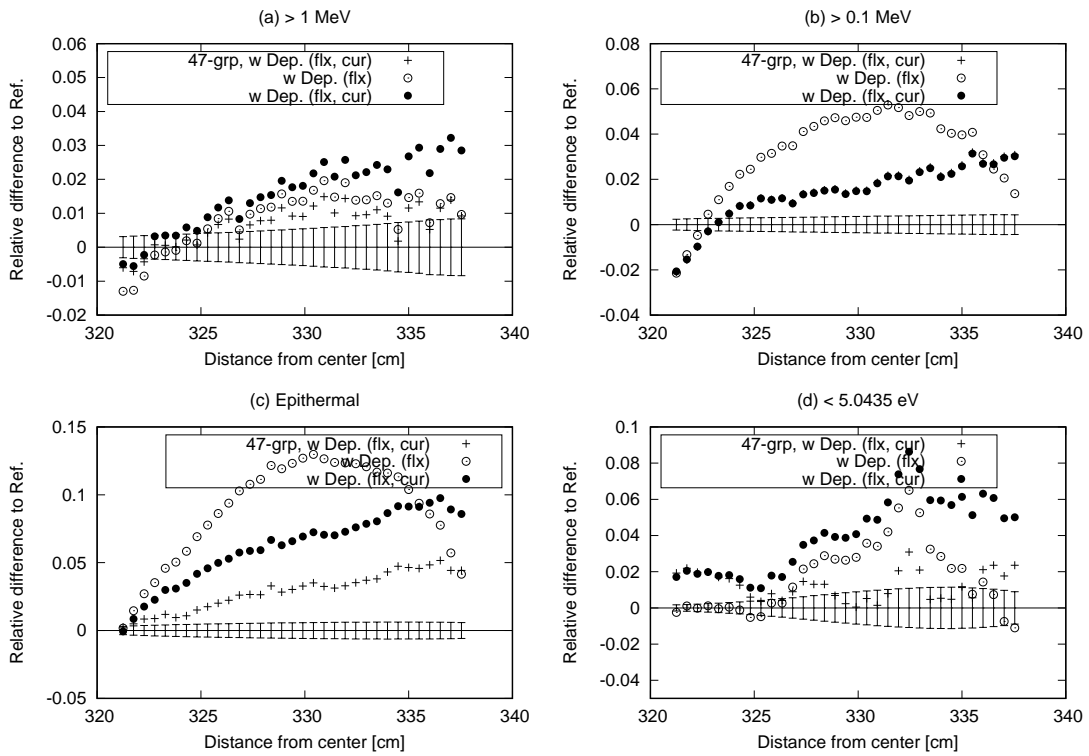 (a) > 1 MeV
0.06
0.05
0.04
0.03
0.02
0.01
0
-0.01
-0.02
320
325
330
335
340
Relative difference to Ref.
Distance from center [cm]
47-grp, w Dep. (flx, cur)
w Dep. (flx)
w Dep. (flx, cur)
(b) > 0.1 MeV
0.08
0.06
0.04
0.02
0
-0.02
-0.04
320
325
330
335
340
Relative difference to Ref.
Distance from center [cm]
47-grp, w Dep. (flx, cur)
w Dep. (flx)
w Dep. (flx, cur)
(c) Epithermal
0.15
0.1
0.05
0
-0.05
320
325
330
335
340
Relative difference to Ref.
Distance from center [cm]
47-grp, w Dep. (flx, cur)
w Dep. (flx)
w Dep. (flx, cur)
(d) < 5.0435 eV
0.1
0.08
0.06
0.04
0.02
0
-0.02
-0.04
320
325
330
335
340
Relative difference to Ref.
Distance from center [cm]
47-grp, w Dep. (flx, cur)
w Dep. (flx)
w Dep. (flx, cur)